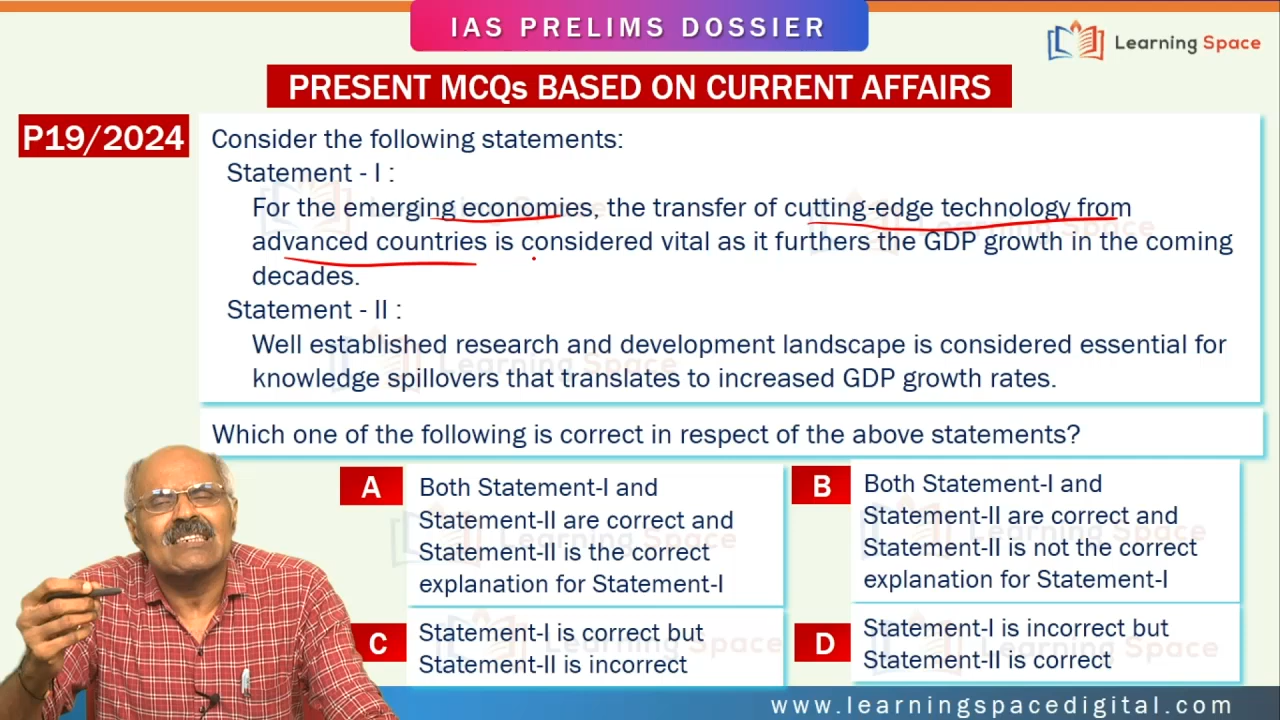 IAS PRELIMS DOSSIER
Learning Space
PRESENT MCQs BASED ON CURRENT AFFAIRS
P19/2024
Consider the following statements:
Statement - I :
For the emerging economies, the transfer of cutting-edge technology from
advanced countries is considered vital as it furthers the GDP growth in the coming
decades.
Statement - II :
Well established research and development landscape is considered essential for
knowledge spillovers that translates to increased GDP growth rates.
Which one of the following is correct in respect of the above statements?
A
Both Statement-I and
Statement-II are correct and
Statement-II is the correct
explanation for Statement-I
B
Both Statement-I and
Statement-II are correct and
Statement-II is not the correct
explanation for Statement-I
C
Statement-I is correct but
Statement-II is incorrect
D
Statement-I is incorrect but
Statement-II is correct
www.learningspacedigital.com